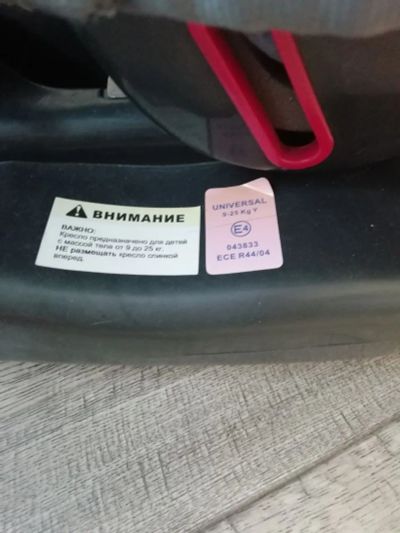 ВНИМАНИЕ
ВАЖНО:
Кресло предназначено для детей
с массой тела от 9 до 25 кг.
НЕ размещать кресло спинкой
вперед.
UNIVERSAL
9-25 Kg Y
E4
043833
ECE R44/04